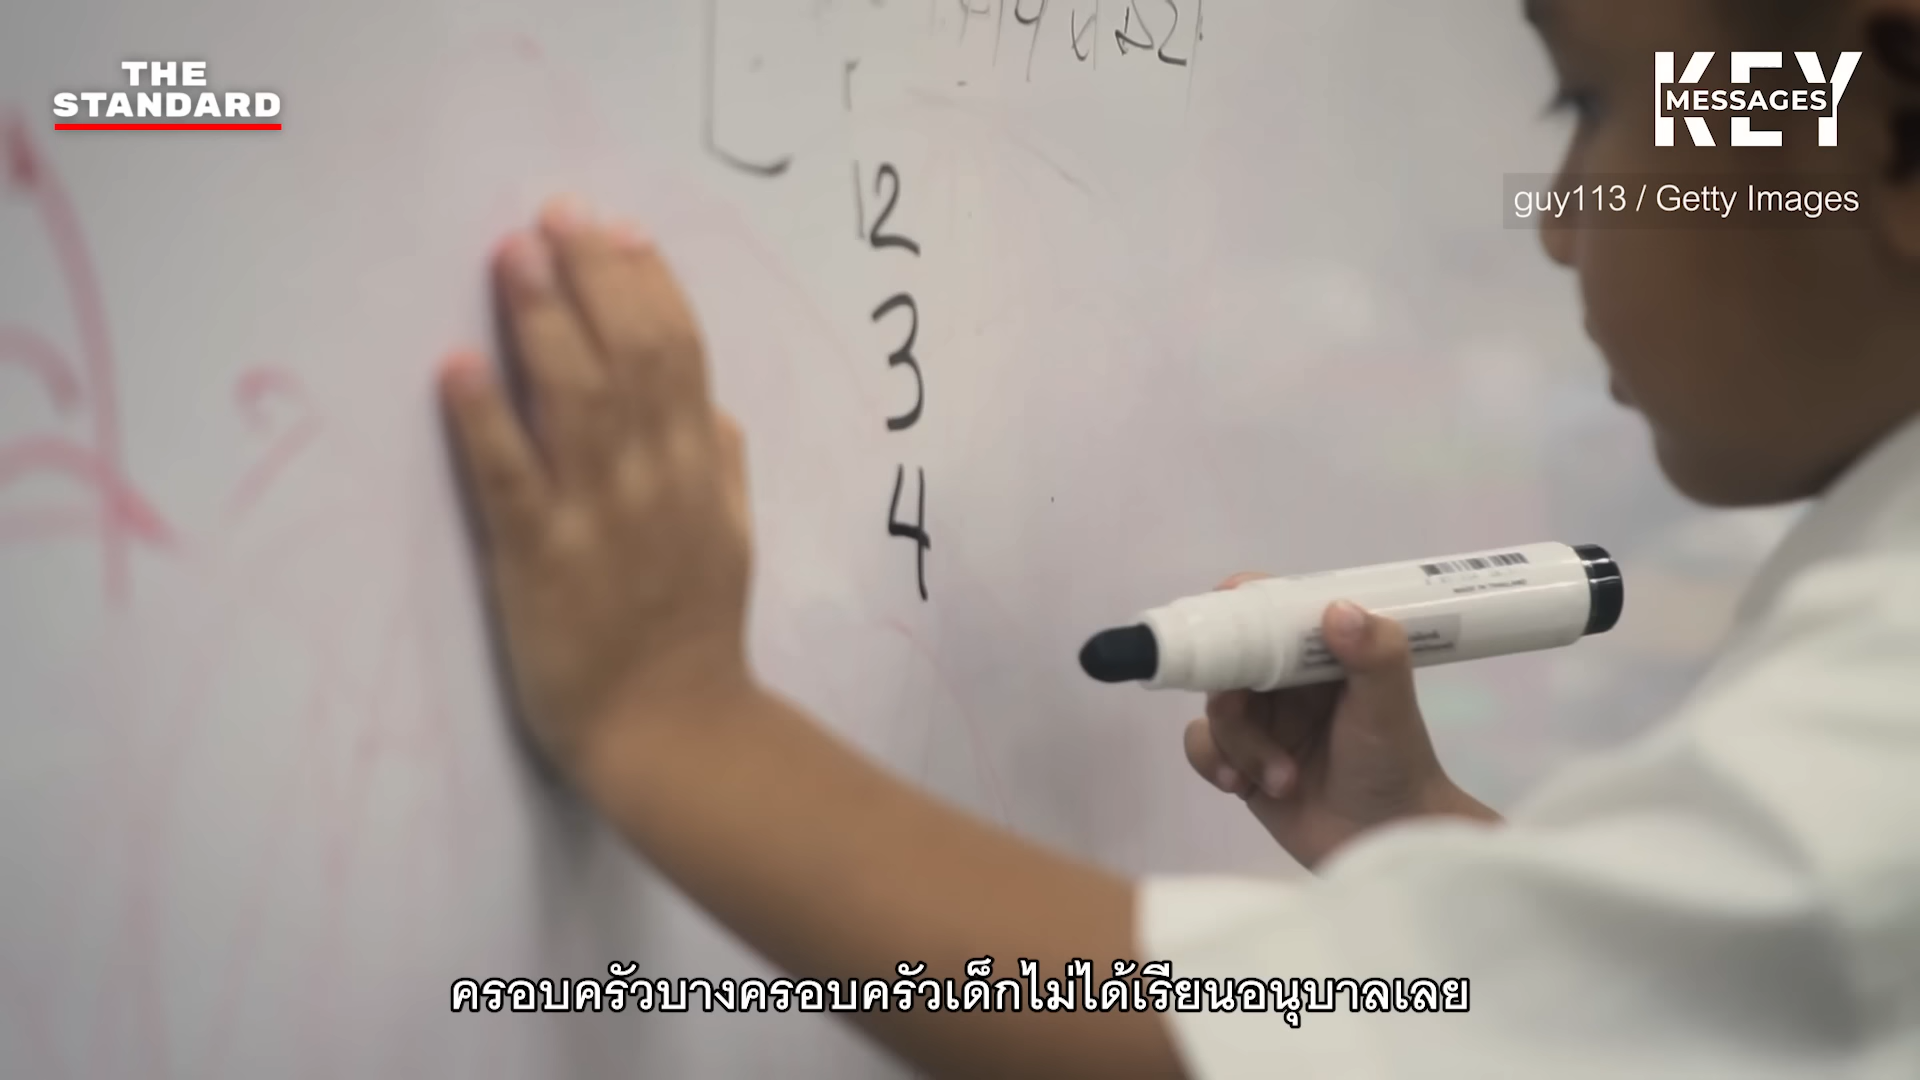 THE
STANDARD
KEY
MESSAGES
guy113 / Getty Images
12
3
4
ครอบครัวบางครอบครัวเด็กไม่ได้เรียนอนุบาลเลย